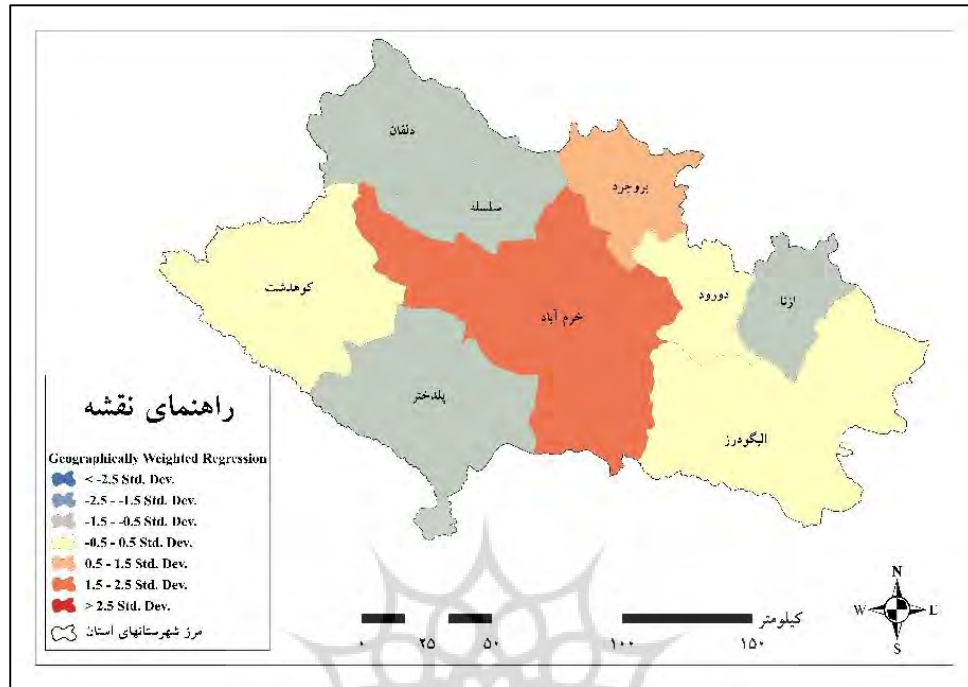 دلفان
بروجرد
سلسله
کوهدشت
دورود
ازنا
خرم آباد
پلدختر
الیگودرز
راهنمای نقشه
Geographically Weighted Regression
< -2.5 Std. Dev.
-2.5 - -1.5 Std. Dev.
-1.5 - -0.5 Std. Dev.
-0.5 - 0.5 Std. Dev.
0.5 - 1.5 Std. Dev.
1.5 - 2.5 Std. Dev.
> 2.5 Std. Dev.
مرز شهرستانهای استان
کیلومتر
۰ ۲۵ ۵۰ ۱۰۰ ۱۵۰
N
W E
S